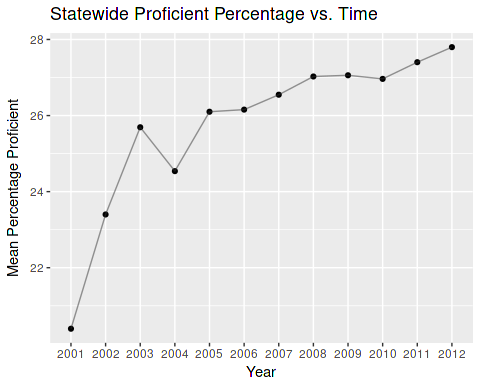 Statewide Proficient Percentage vs. Time
28
26
24
22
Mean Percentage Proficient
2001 2002 2003 2004 2005 2006 2007 2008 2009 2010 2011 2012
Year